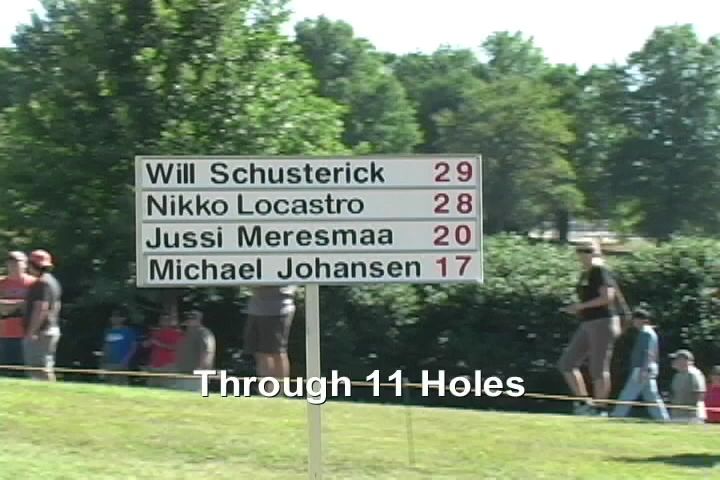 Will Schusterick 29
Nikko Locastro 28
Jussi Meresmaa 20
Michael Johansen 17
Through 11 Holes